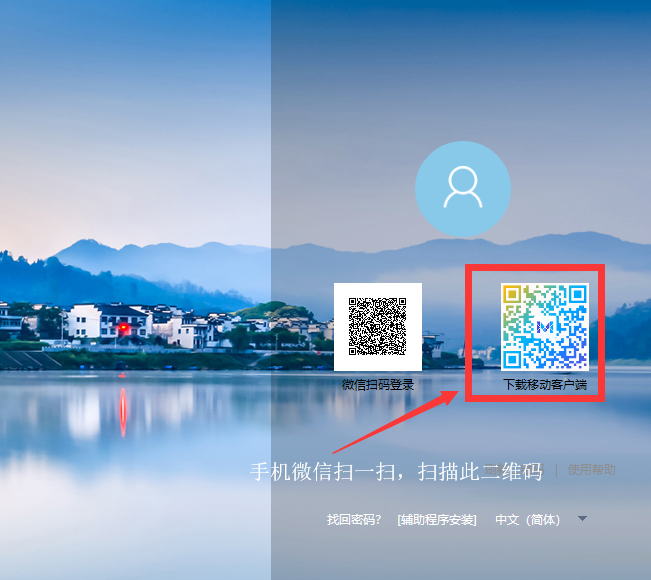 微信扫码登录
下载移动客户端
手机微信扫一扫，扫描此二维码
| 使用帮助
找回密码？ [辅助程序安装] 中文（简体）